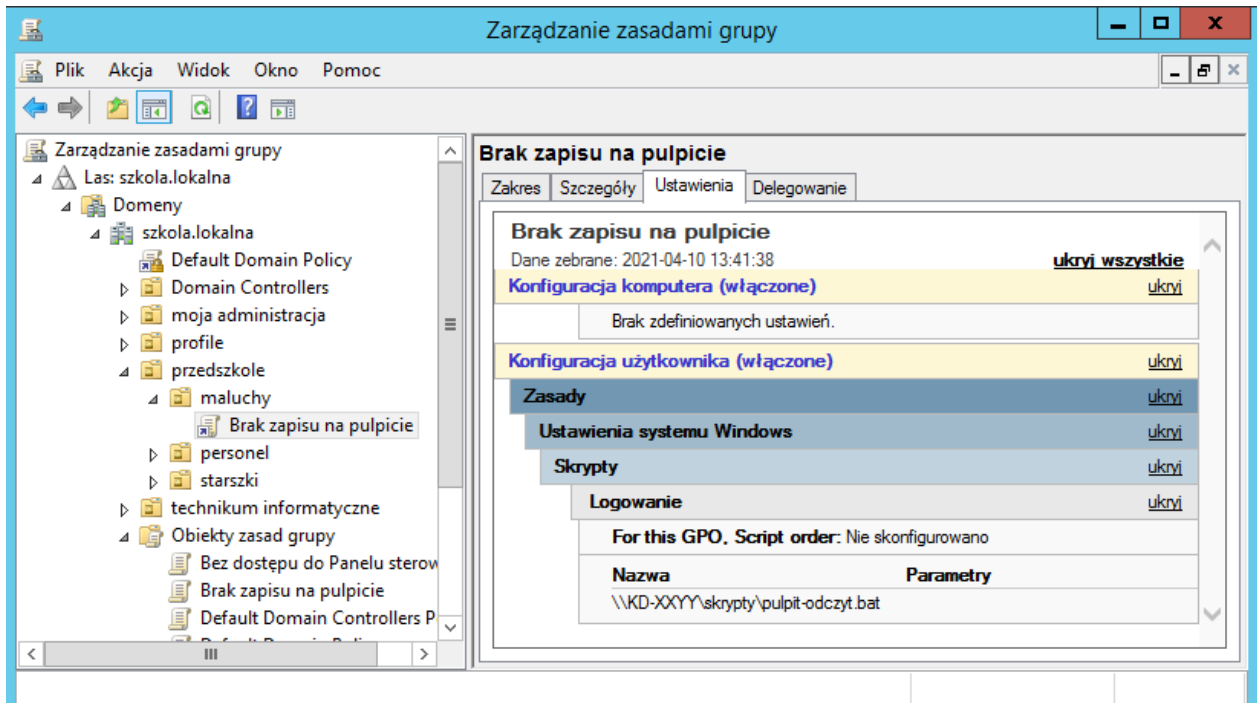 Zarządzanie zasadami grupy
Plik Akcja Widok Okno Pomoc
Zarządzanie zasadami grupy
Las: szkola.lokalna
Domeny
szkola.lokalna
Default Domain Policy
Domain Controllers
moja administracja
profile
przedszkole
maluchy
Brak zapisu na pulpicie
personel
starszki
technikum informatyczne
Obiekty zasad grupy
Bez dostępu do Panelu sterow
Brak zapisu na pulpicie
Default Domain Controllers P
Brak zapisu na pulpicie
Zakres Szczegóły Ustawienia Delegowanie
Brak zapisu na pulpicie
Dane zebrane: 2021-04-10 13:41:38 ukryj wszystkie
Konfiguracja komputera (włączone) ukryj
Brak zdefiniowanych ustawień.
Konfiguracja użytkownika (włączone) ukryj
Zasady ukryj
Ustawienia systemu Windows ukryj
Skrypty ukryj
Logowanie ukryj
For this GPO, Script order: Nie skonfigurowano
Nazwa Parametry
\\KD-XXYY\skrypty\pulpit-odczyt.bat